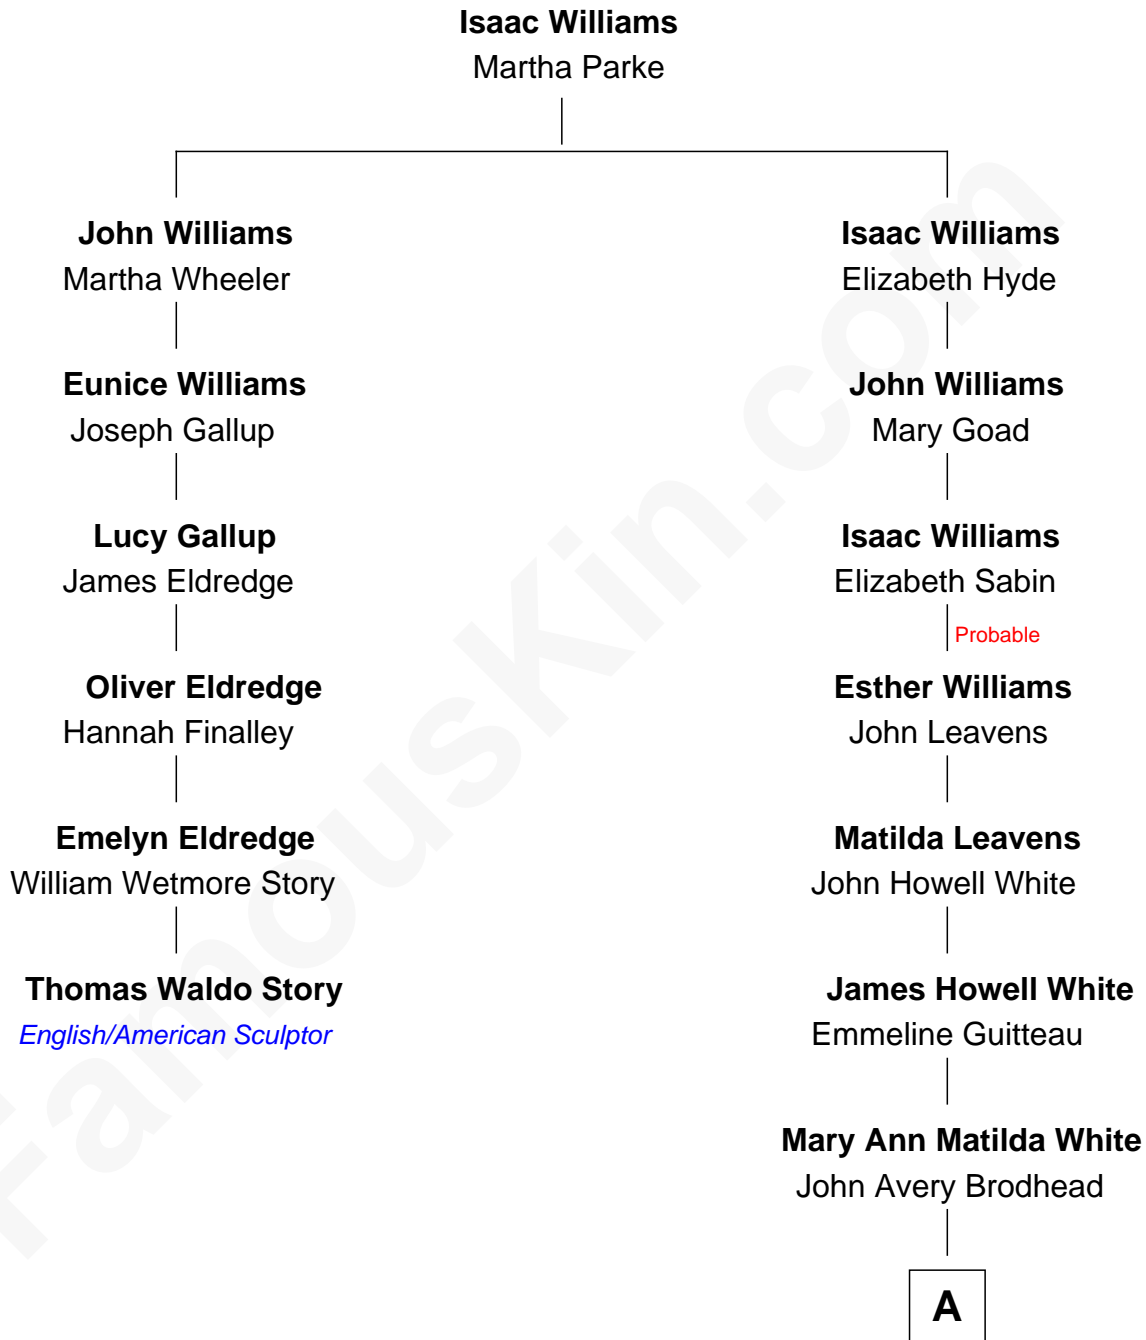 Isaac Williams
Martha Parke
John Williams
Martha Wheeler
Eunice Williams
Joseph Gallup
Lucy Gallup
James Eldredge
Oliver Eldredge
Hannah Finalley
Emelyn Eldredge
William Wetmore Story
Thomas Waldo Story
English/American Sculptor
Isaac Williams
Elizabeth Hyde
John Williams
Mary Goad
Isaac Williams
Elizabeth Sabin
Probable
Esther Williams
John Leavens
Matilda Leavens
John Howell White
James Howell White
Emmeline Guitteau
Mary Ann Matilda White
John Avery Brodhead
A
FamousKin.com